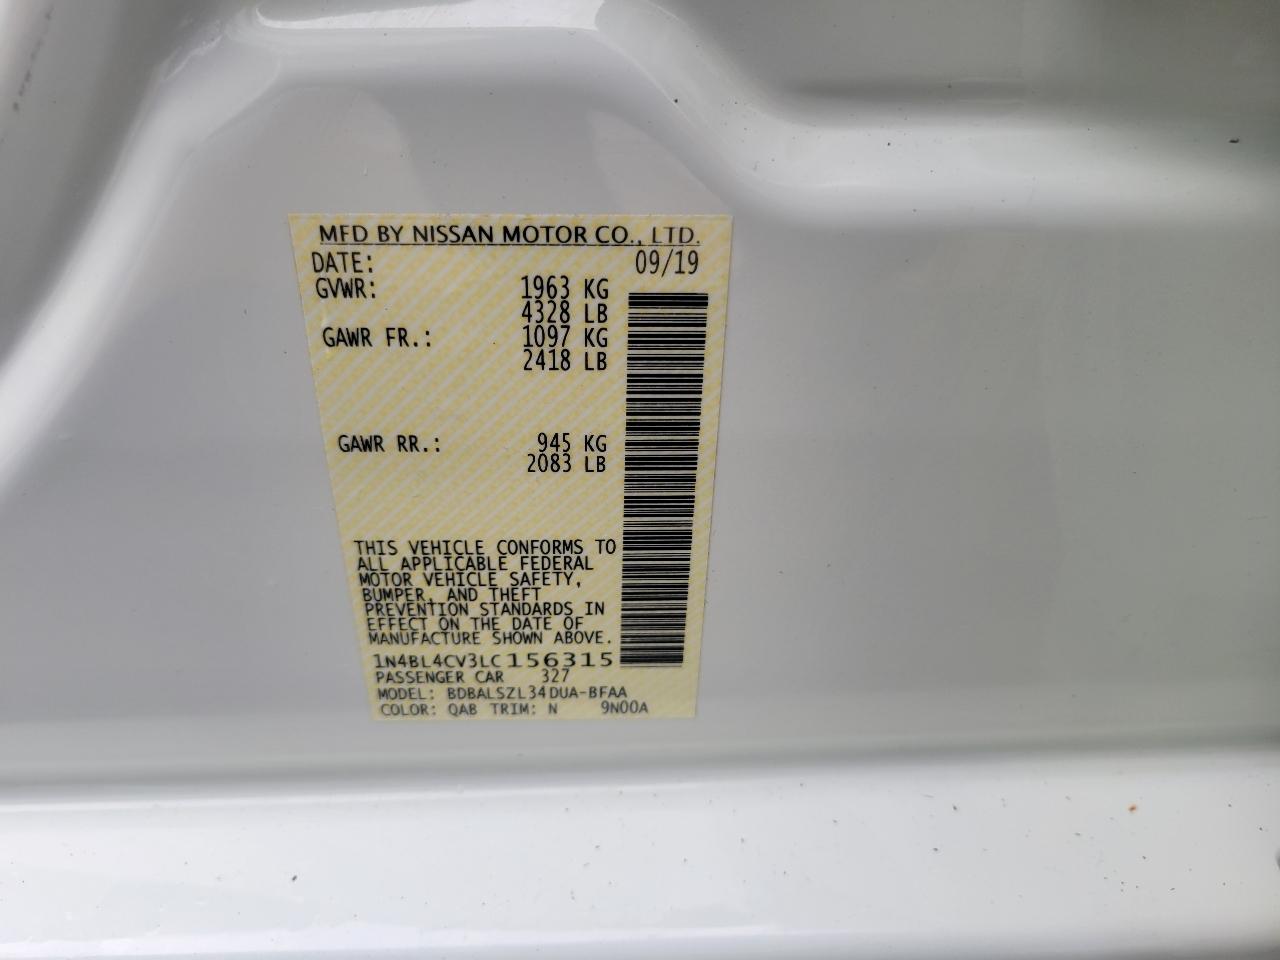 MFD BY NISSAN MOTOR CO., LTD.
DATE: 09/19
GVWR: 1963 KG
4328 LB
GAWR FR.: 1097 KG
2418 LB
GAWR RR.: 945 KG
2083 LB
THIS VEHICLE CONFORMS TO
ALL APPLICABLE FEDERAL
MOTOR VEHICLE SAFETY,
BUMPER, AND THEFT
PREVENTION STANDARDS IN
EFFECT ON THE DATE OF
MANUFACTURE SHOWN ABOVE.
1N4BL4CV3LC156315
PASSENGER CAR 327
MODEL: BDBALSZL34DUA-BFAA
COLOR: QAB TRIM: N 9N00A